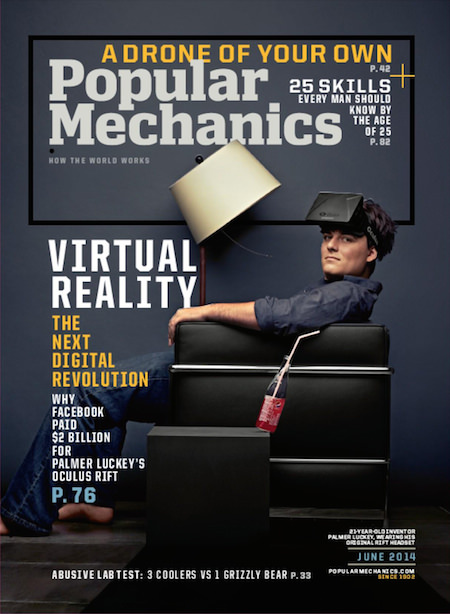 A DRONE OF YOUR OWN
P. 42
Popular
Mechanics
HOW THE WORLD WORKS
25 SKILLS
EVERY MAN SHOULD
KNOW BY
THE AGE
OF 25
P. 82
VIRTUAL
REALITY
THE
NEXT
DIGITAL
REVOLUTION
WHY
FACEBOOK
PAID
$2 BILLION
FOR
PALMER LUCKEY'S
OCULUS RIFT
P. 76
21-YEAR-OLD INVENTOR
PALMER LUCKEY, WEARING HIS
ORIGINAL RIFT HEADSET
JUNE 2014
POPULARMECHANICS.COM
SINCE 1902
ABUSIVE LAB TEST: 3 COOLERS VS 1 GRIZZLY BEAR P. 33